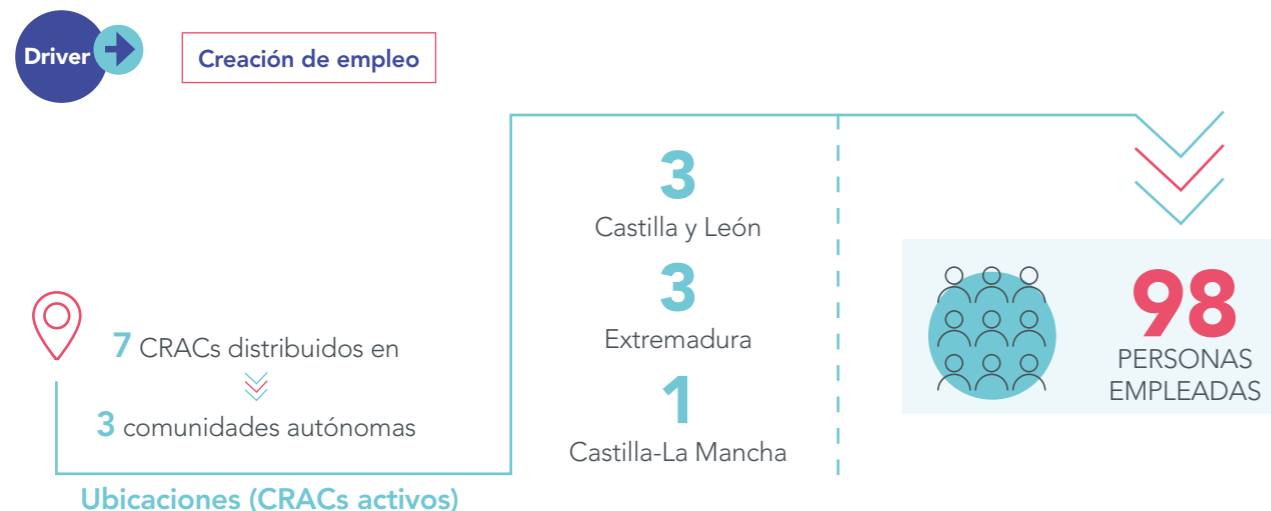 Driver
Creación de empleo
7 CRACs distribuidos en
3 comunidades autónomas
Ubicaciones (CRACs activos)
3
Castilla y León
3
Extremadura
1
Castilla-La Mancha
98
PERSONAS
EMPLEADAS